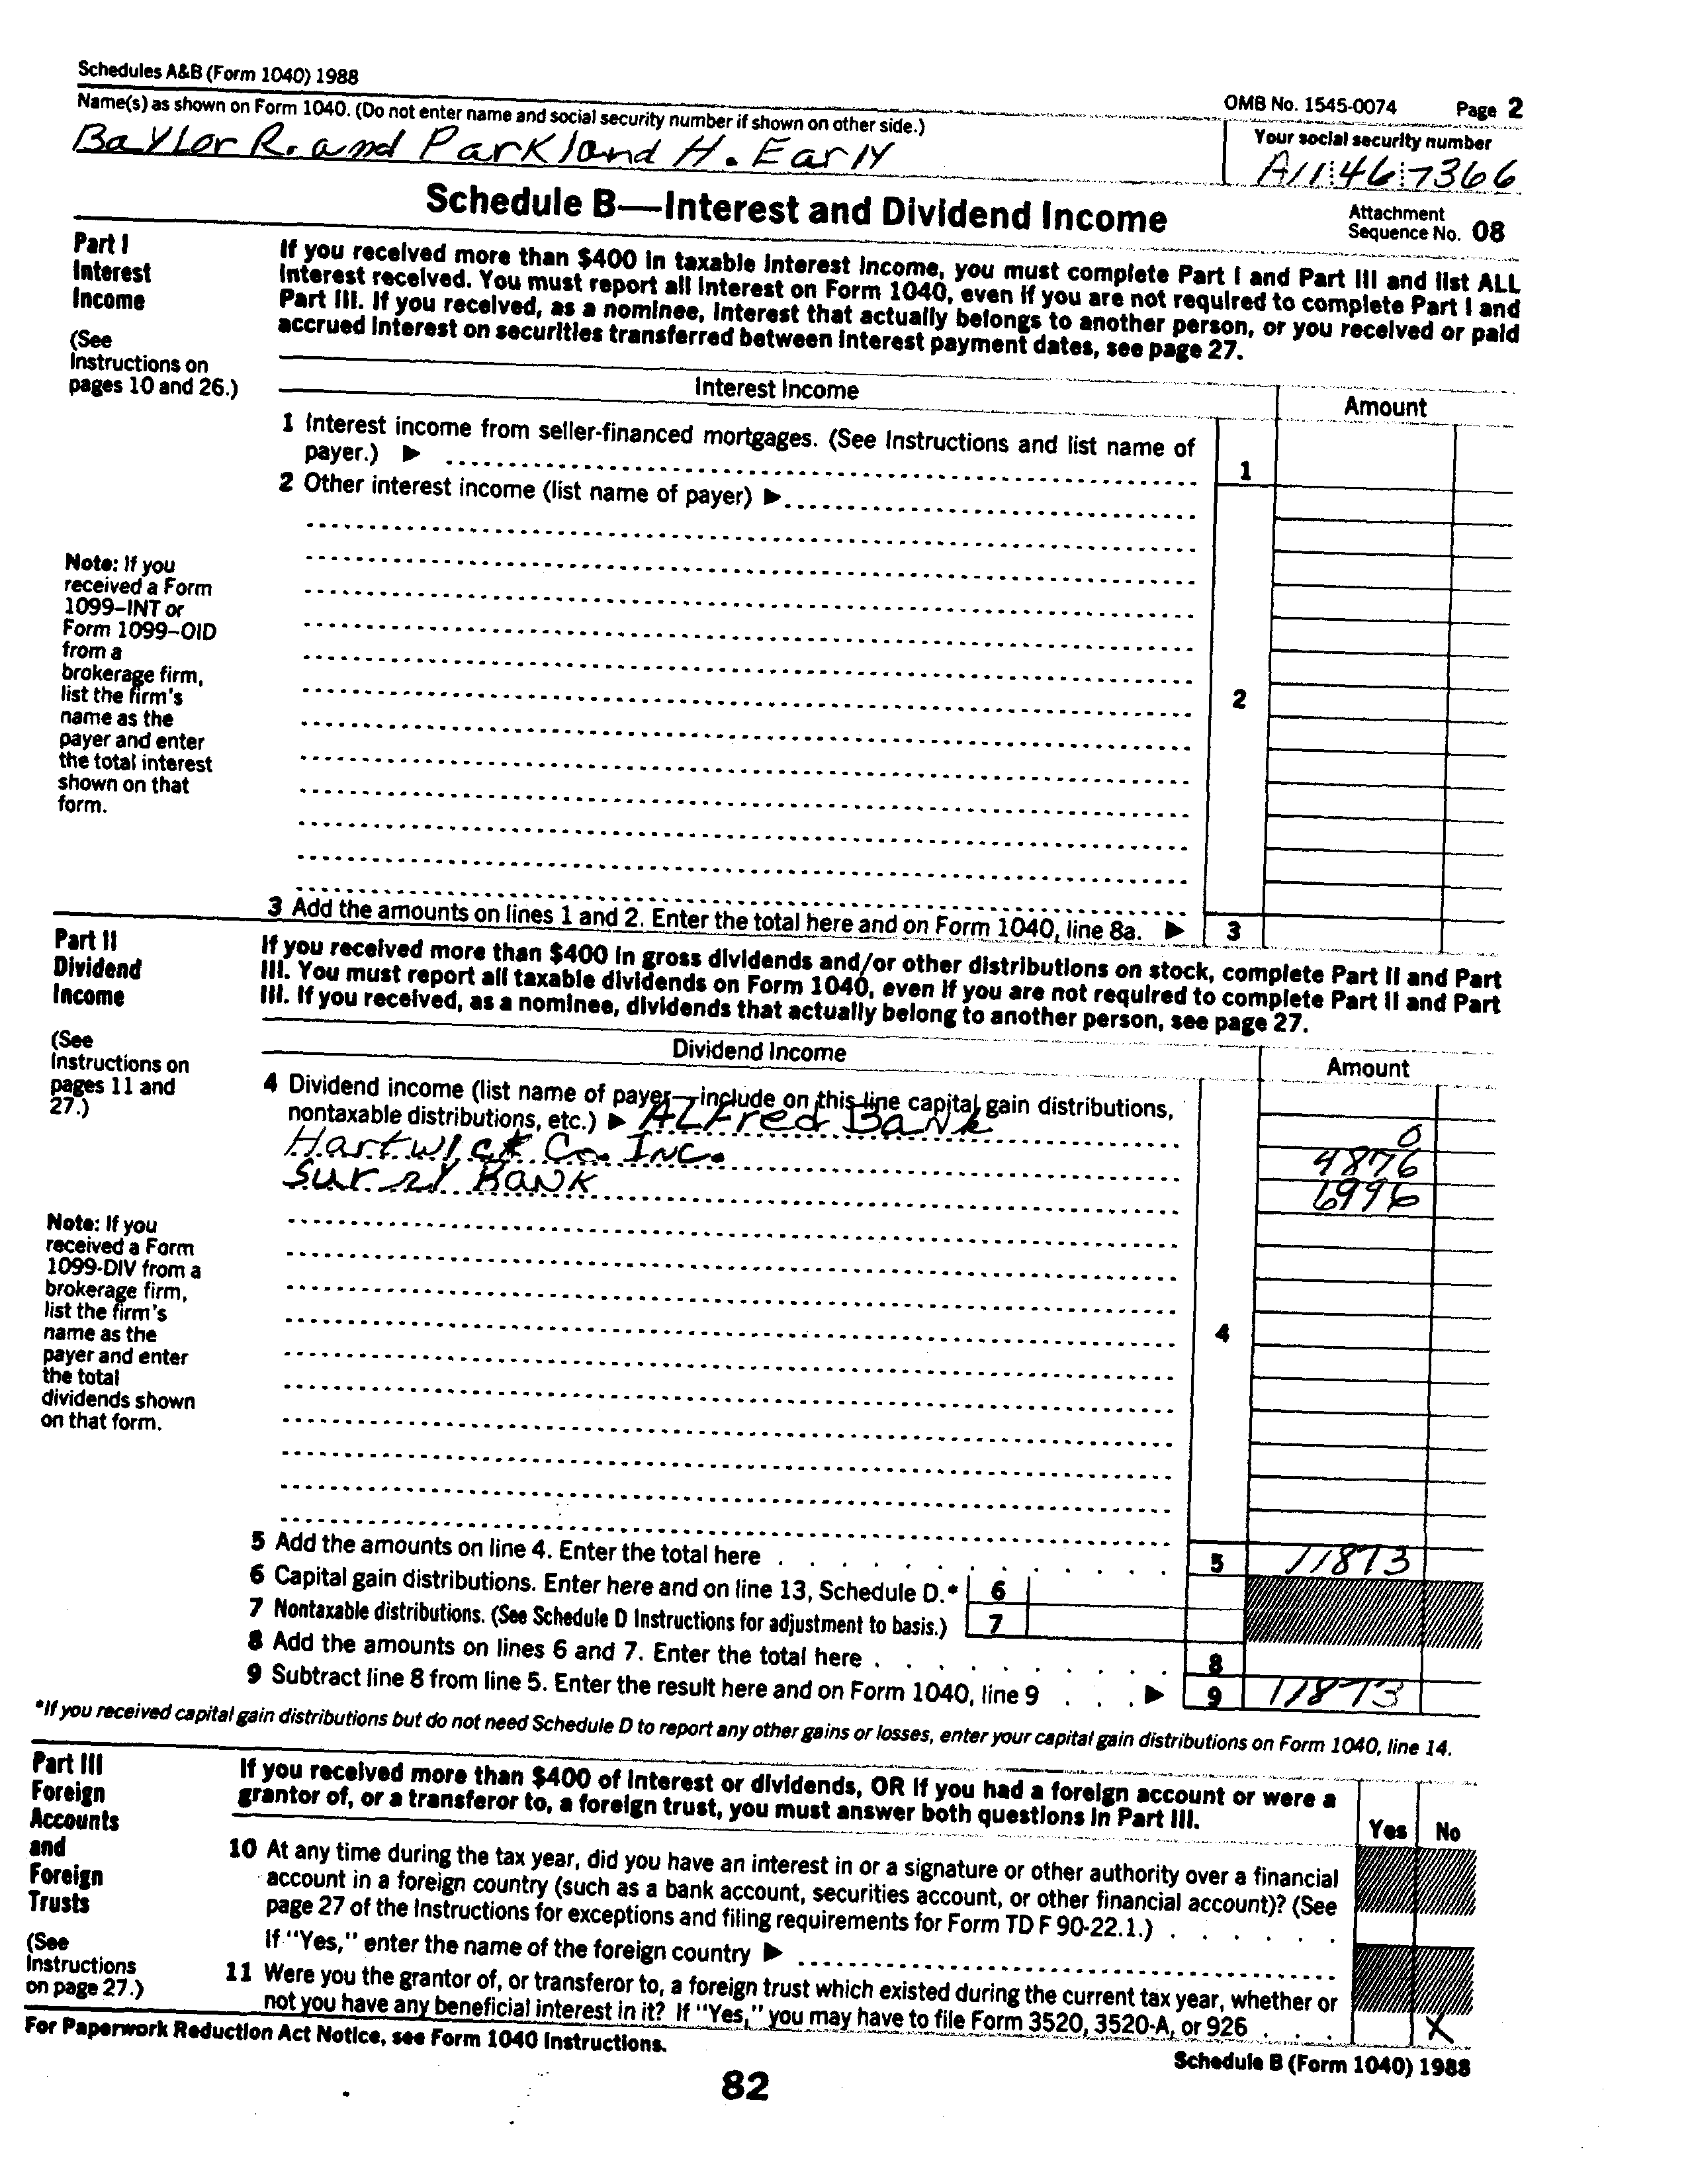 Schedules A&B (Form 1040) 1988
OMB No. 1545-0074 Page 2
Name(s) as shown on Form 1040. (Do not enter name and social security number if shown on other side.)
Your social security number
Baylor R. and Parkland H. Early
A11 46 7366
Schedule B—Interest and Dividend Income
Attachment
Sequence No. 08
Part I
Interest
Income
(See
Instructions on
pages 10 and 26.)
If you received more than $400 in taxable interest income, you must complete Part I and Part III and list ALL
interest received. You must report all interest on Form 1040, even if you are not required to complete Part I and
Part III. If you received, as a nominee, interest that actually belongs to another person, or you received or paid
accrued interest on securities transferred between interest payment dates, see page 27.
Interest Income
Amount
1 Interest income from seller-financed mortgages. (See Instructions and list name of
payer.) ▶
1
2 Other interest income (list name of payer) ▶
Note: If you
received a Form
1099–INT or
Form 1099–OID
from a
brokerage firm,
list the firm's
name as the
payer and enter
the total interest
shown on that
form.
2
3 Add the amounts on lines 1 and 2. Enter the total here and on Form 1040, line 8a. ▶ 3
Part II
Dividend
Income
(See
Instructions on
pages 11 and
27.)
If you received more than $400 in gross dividends and/or other distributions on stock, complete Part II and Part
III. You must report all taxable dividends on Form 1040, even if you are not required to complete Part II and Part
III. If you received, as a nominee, dividends that actually belong to another person, see page 27.
Dividend Income
Amount
4 Dividend income (list name of payer—include on this line capital gain distributions,
nontaxable distributions, etc.) ▶ ALFred Bank 0
Hartwick Co. INC. 4876
Surrey BANK 6996
Note: If you
received a Form
1099-DIV from a
brokerage firm,
list the firm's
name as the
payer and enter
the total
dividends shown
on that form.
4
5 Add the amounts on line 4. Enter the total here . . . . . . . . . . . 5 11873
6 Capital gain distributions. Enter here and on line 13, Schedule D.* 6
7 Nontaxable distributions. (See Schedule D Instructions for adjustment to basis.) 7
8 Add the amounts on lines 6 and 7. Enter the total here . . . . . . . . . 8
9 Subtract line 8 from line 5. Enter the result here and on Form 1040, line 9 . . . ▶ 9 11873
*If you received capital gain distributions but do not need Schedule D to report any other gains or losses, enter your capital gain distributions on Form 1040, line 14.
Part III
Foreign
Accounts
and
Foreign
Trusts
(See
Instructions
on page 27.)
If you received more than $400 of interest or dividends, OR if you had a foreign account or were a
grantor of, or a transferor to, a foreign trust, you must answer both questions in Part III.
Yes No
10 At any time during the tax year, did you have an interest in or a signature or other authority over a financial
account in a foreign country (such as a bank account, securities account, or other financial account)? (See
page 27 of the Instructions for exceptions and filing requirements for Form TD F 90-22.1.) . . . . . .
If "Yes," enter the name of the foreign country ▶
11 Were you the grantor of, or transferor to, a foreign trust which existed during the current tax year, whether or
not you have any beneficial interest in it? If "Yes," you may have to file Form 3520, 3520-A, or 926 . . . X
For Paperwork Reduction Act Notice, see Form 1040 Instructions.
Schedule B (Form 1040) 1988
82